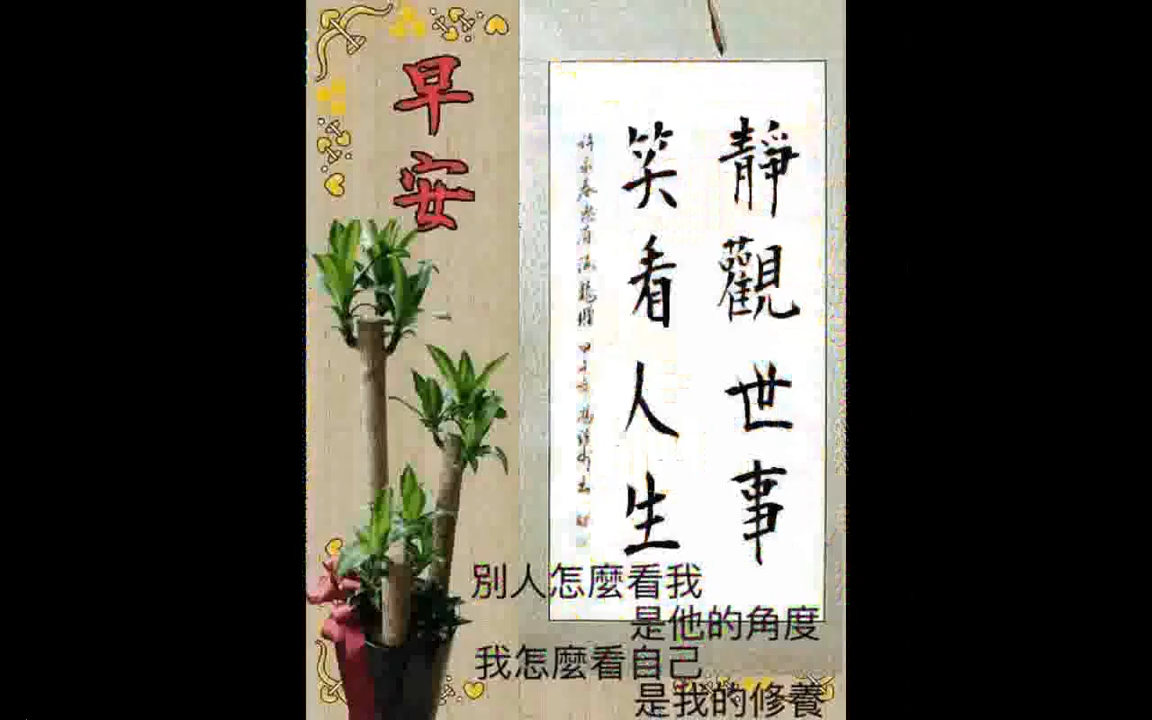 早安
靜觀世事
笑看人生
別人怎麼看我
是他的角度
我怎麼看自己
是我的修養